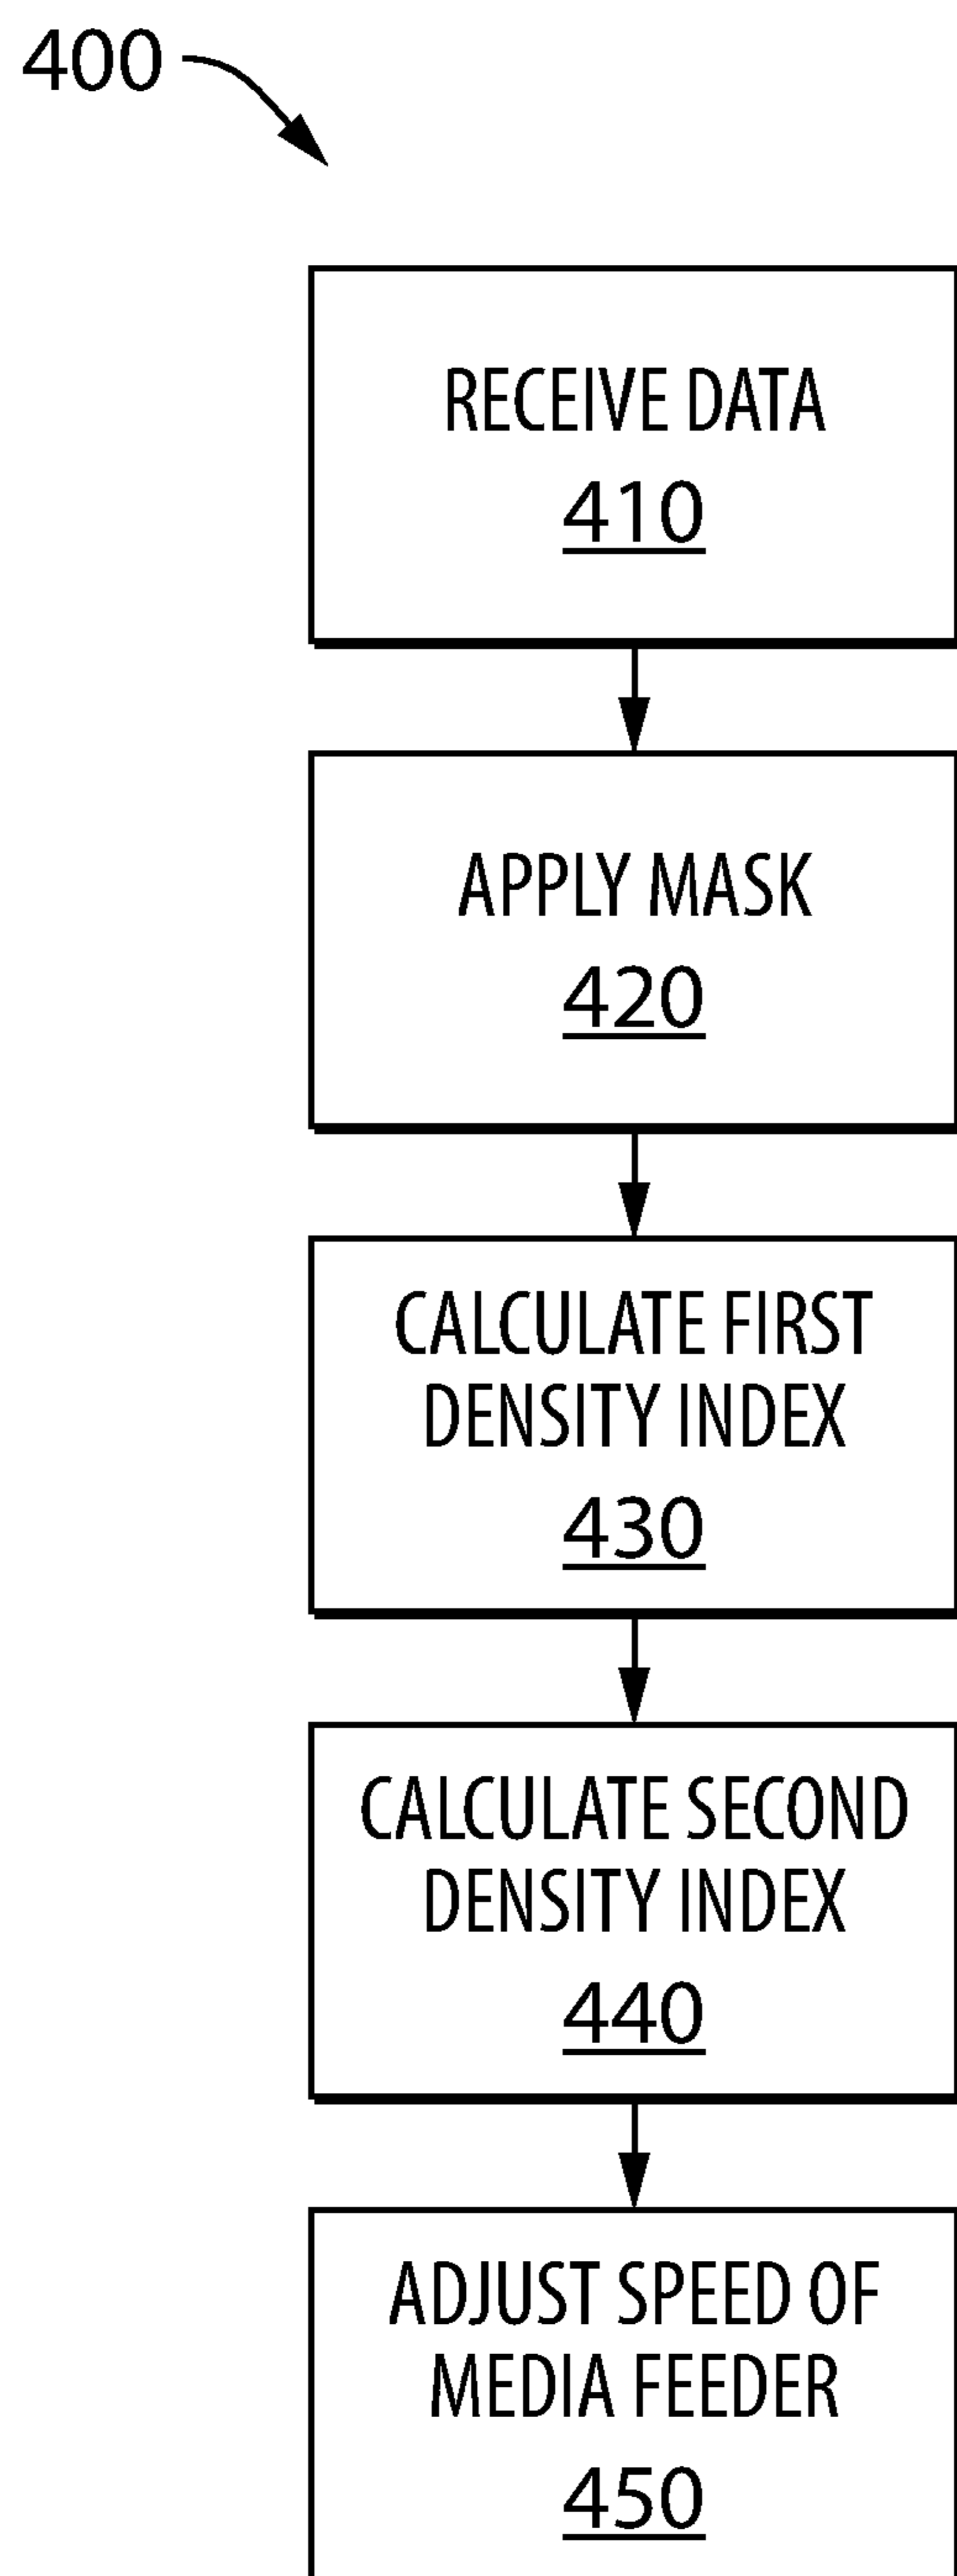 400
RECEIVE DATA
410
APPLY MASK
420
CALCULATE FIRST
DENSITY INDEX
430
CALCULATE SECOND
DENSITY INDEX
440
ADJUST SPEED OF
MEDIA FEEDER
450